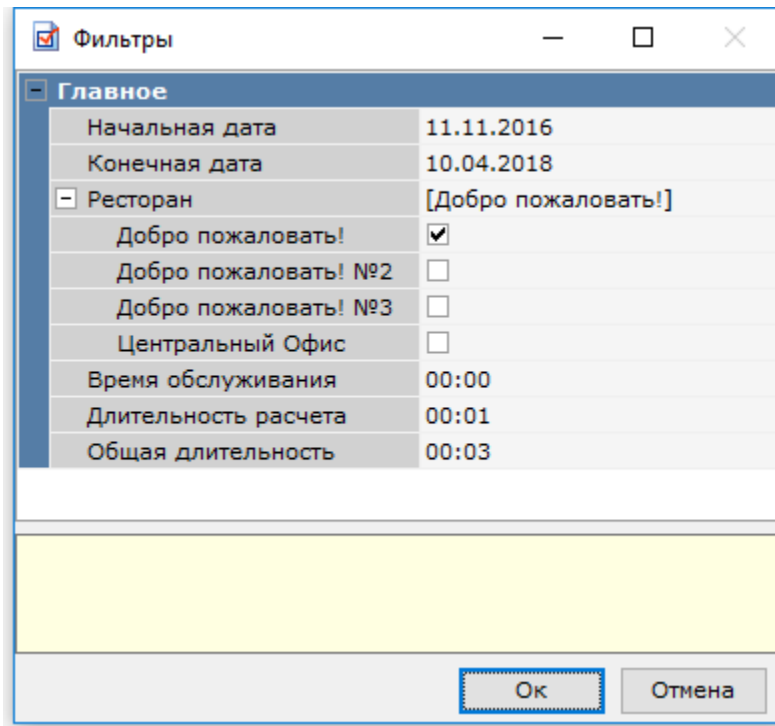 Фильтры
Главное
Начальная дата 11.11.2016
Конечная дата 10.04.2018
Ресторан [Добро пожаловать!]
Добро пожаловать!
Добро пожаловать! №2
Добро пожаловать! №3
Центральный Офис
Время обслуживания 00:00
Длительность расчета 00:01
Общая длительность 00:03
Ок Отмена